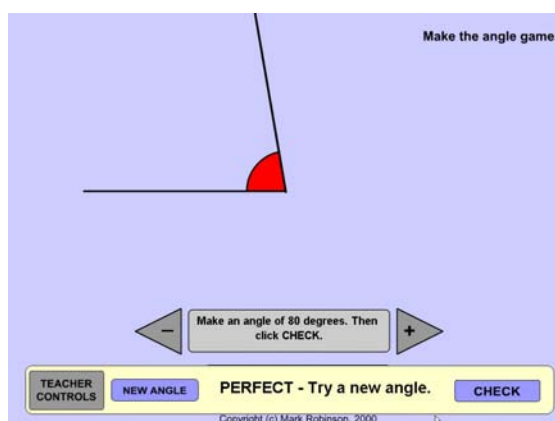 Make the angle game
−
Make an angle of 80 degrees. Then
click CHECK.
+
TEACHER
CONTROLS
NEW ANGLE
PERFECT - Try a new angle.
CHECK
Copyright (c) Mark Robinson, 2000